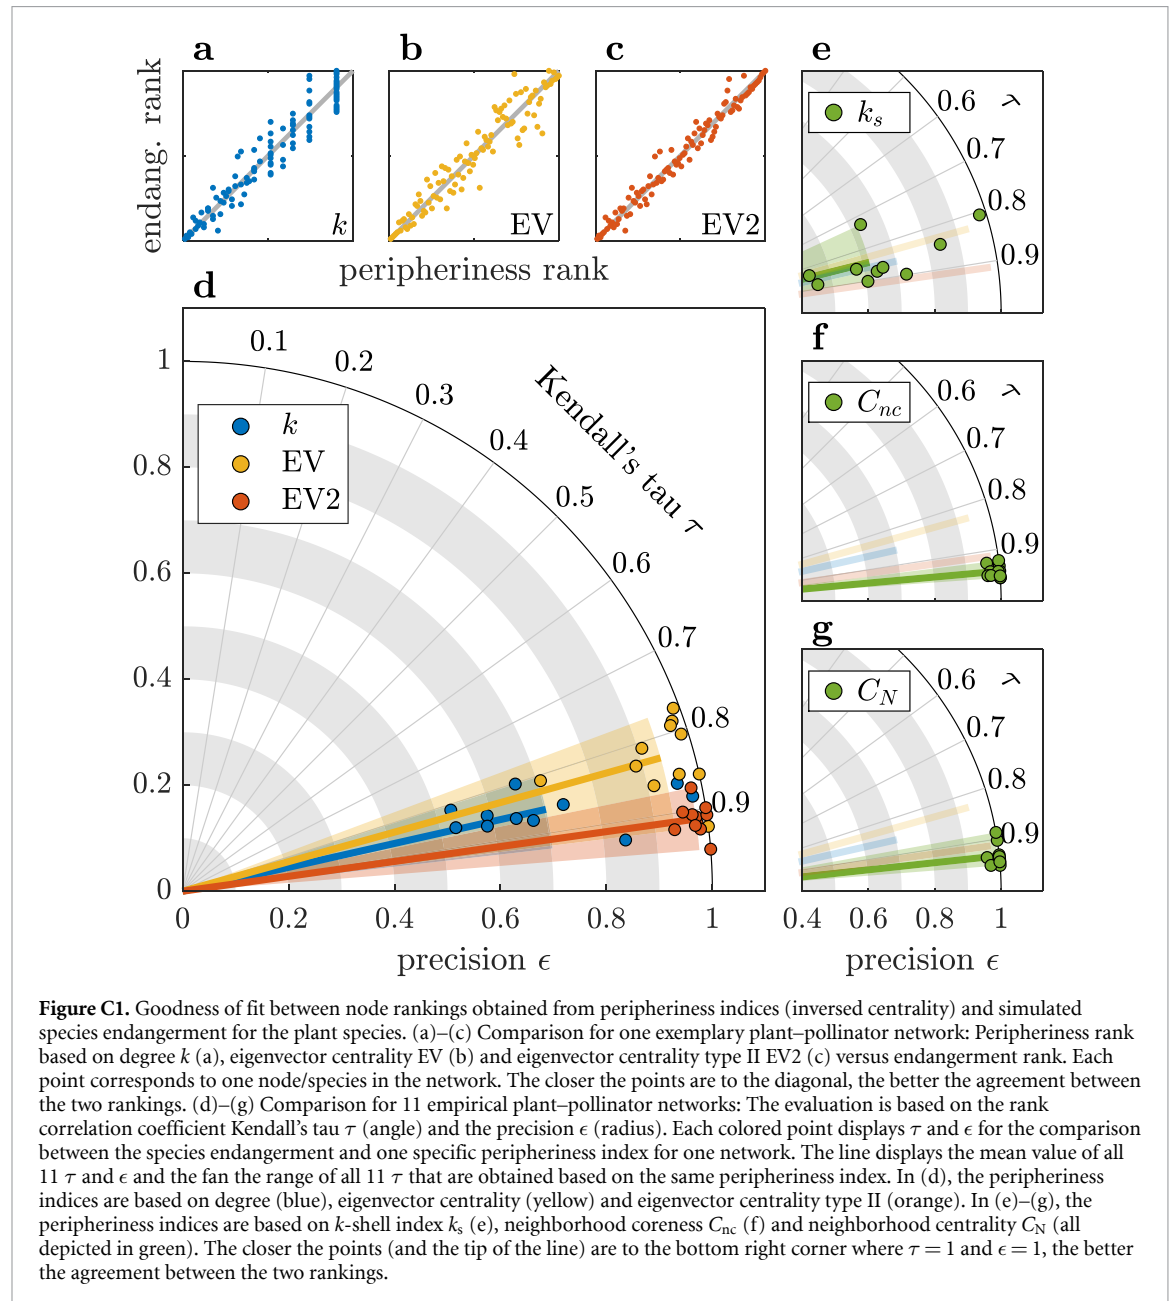 a
b
c
endang. rank
k
EV
EV2
peripheriness rank
d
1
0.8
0.6
0.4
0.2
0
0
0.2
0.4
0.6
0.8
1
precision ϵ
0.1
0.2
0.3
0.4
0.5
0.6
0.7
0.8
0.9
Kendall's tau τ
k
EV
EV2
e
k_s
0.6
τ
0.7
0.8
0.9
f
C_nc
0.6
τ
0.7
0.8
0.9
g
C_N
0.6
τ
0.7
0.8
0.9
0.4
0.6
0.8
1
precision ϵ
Figure C1. Goodness of fit between node rankings obtained from peripheriness indices (inversed centrality) and simulated
species endangerment for the plant species. (a)–(c) Comparison for one exemplary plant–pollinator network: Peripheriness rank
based on degree k (a), eigenvector centrality EV (b) and eigenvector centrality type II EV2 (c) versus endangerment rank. Each
point corresponds to one node/species in the network. The closer the points are to the diagonal, the better the agreement between
the two rankings. (d)–(g) Comparison for 11 empirical plant–pollinator networks: The evaluation is based on the rank
correlation coefficient Kendall's tau τ (angle) and the precision ϵ (radius). Each colored point displays τ and ϵ for the comparison
between the species endangerment and one specific peripheriness index for one network. The line displays the mean value of all
11 τ and ϵ and the fan the range of all 11 τ that are obtained based on the same peripheriness index. In (d), the peripheriness
indices are based on degree (blue), eigenvector centrality (yellow) and eigenvector centrality type II (orange). In (e)–(g), the
peripheriness indices are based on k-shell index k_s (e), neighborhood coreness C_nc (f) and neighborhood centrality C_N (all
depicted in green). The closer the points (and the tip of the line) are to the bottom right corner where τ = 1 and ϵ = 1, the better
the agreement between the two rankings.